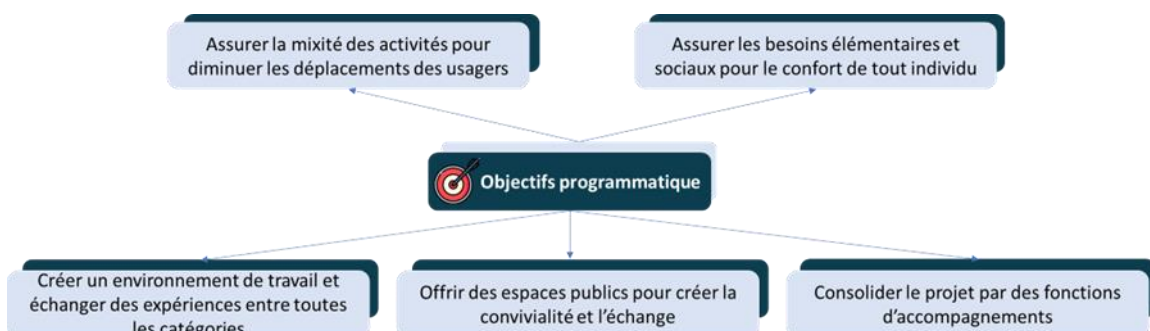 Assurer la mixité des activités pour
diminuer les déplacements des usagers
Assurer les besoins élémentaires et
sociaux pour le confort de tout individu
Objectifs programmatique
Créer un environnement de travail et
échanger des expériences entre toutes
les catégories
Offrir des espaces publics pour créer la
convivialité et l'échange
Consolider le projet par des fonctions
d'accompagnements